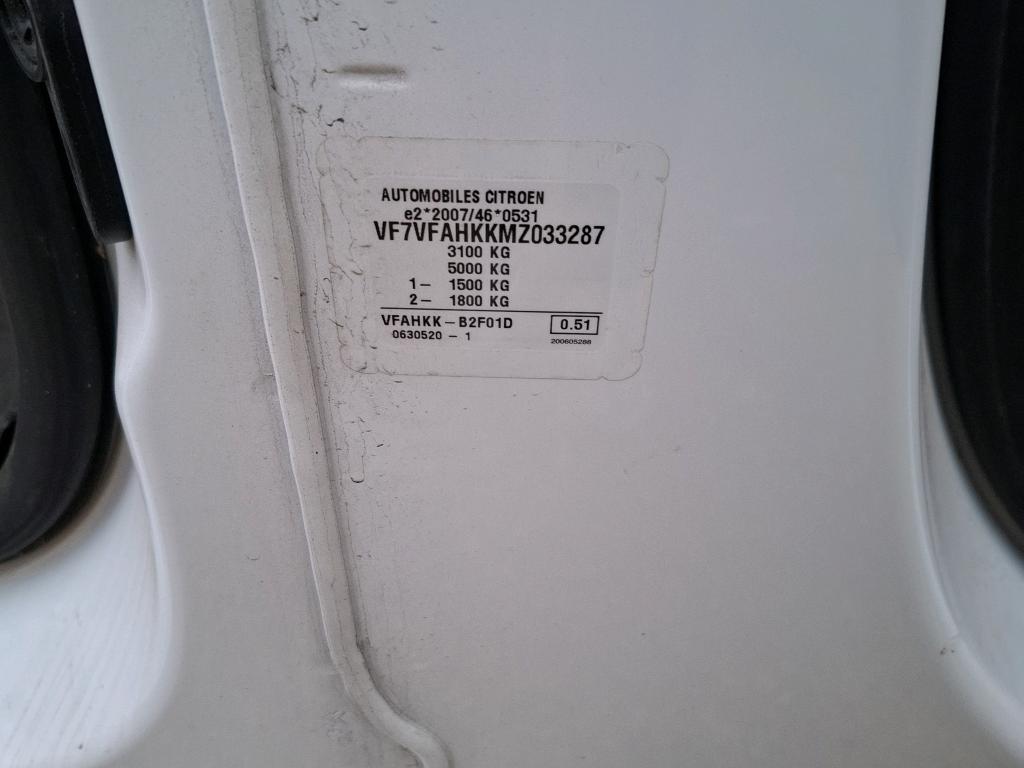 AUTOMOBILES CITROEN
e2*2007/46*0531
VF7VFAHKKMZ033287
3100 KG
5000 KG
1- 1500 KG
2- 1800 KG
VFAHKK-B2F01D 0.51
0630520 - 1 200605288